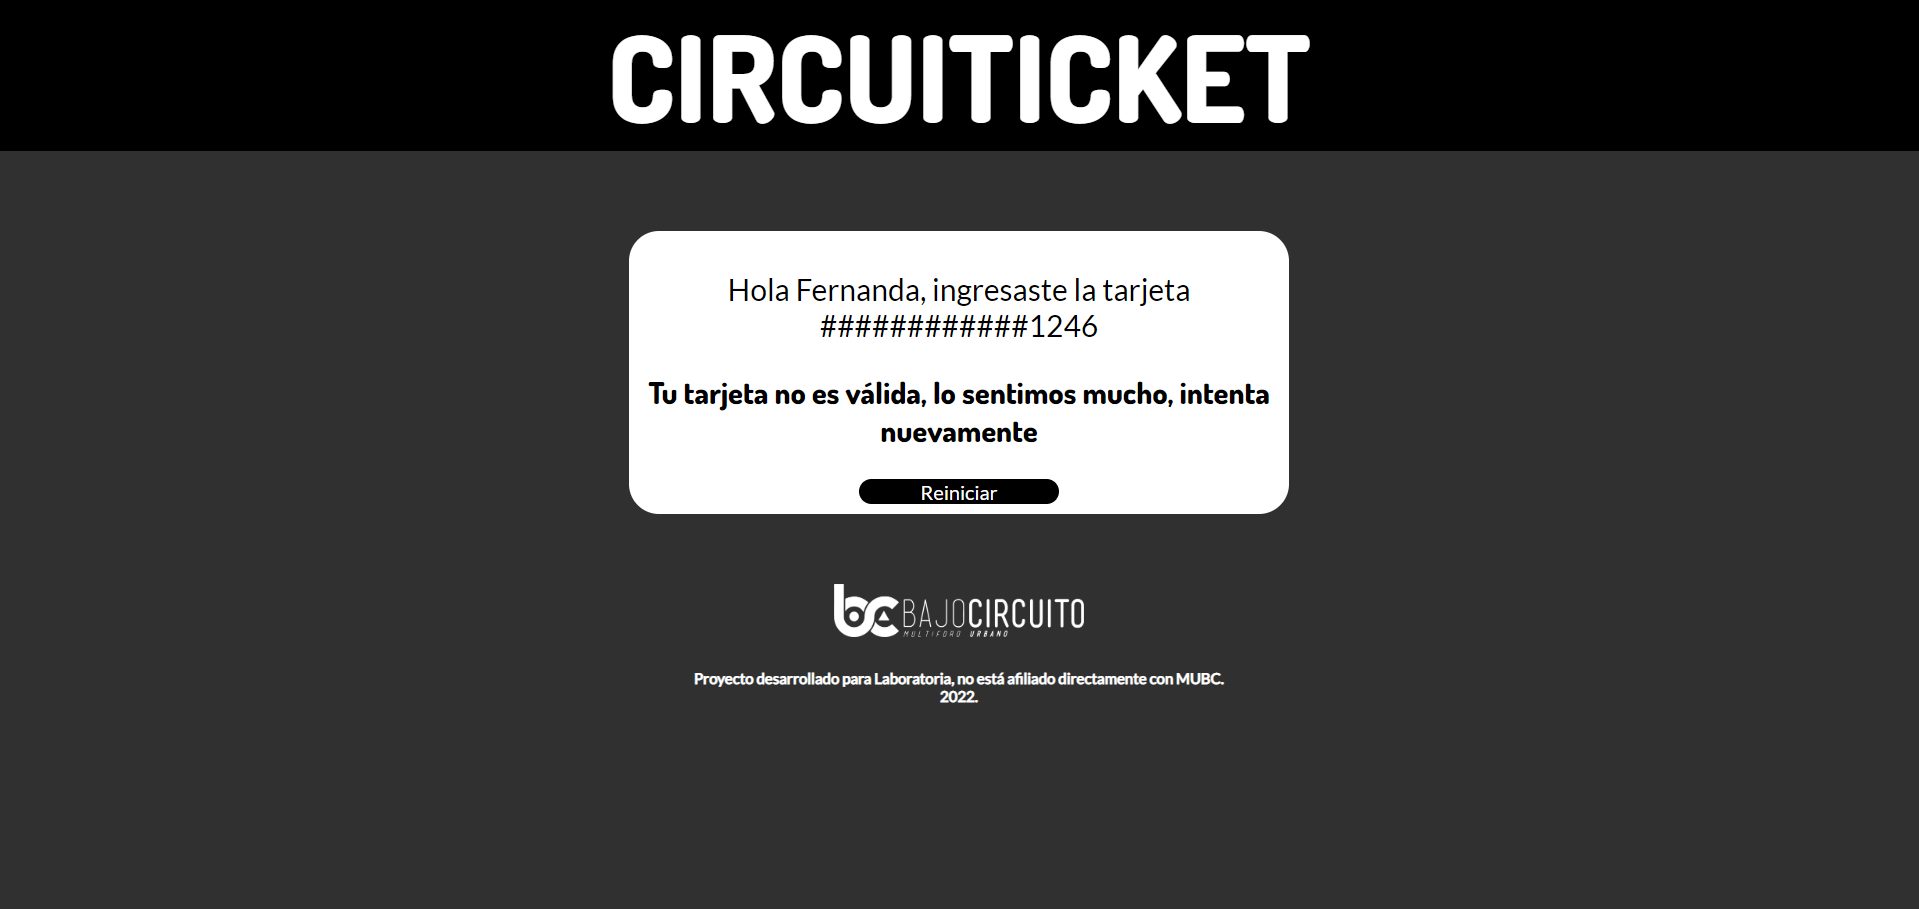 CIRCUITICKET
Hola Fernanda, ingresaste la tarjeta
############1246
Tu tarjeta no es válida, lo sentimos mucho, intenta
nuevamente
Reiniciar
bc BAJOCIRCUITO
MULTIFORO URBANO
Proyecto desarrollado para Laboratoria, no está afiliado directamente con MUBC.
2022.